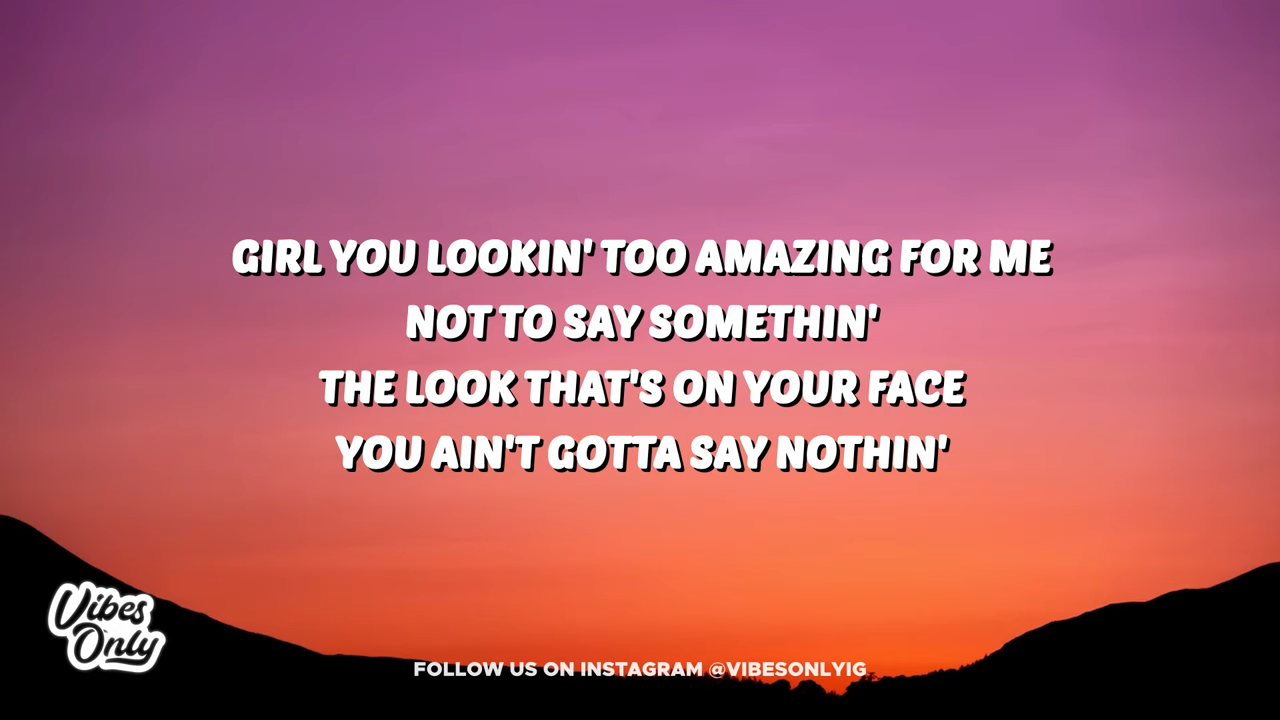 GIRL YOU LOOKIN' TOO AMAZING FOR ME
NOT TO SAY SOMETHIN'
THE LOOK THAT'S ON YOUR FACE
YOU AIN'T GOTTA SAY NOTHIN'
Vibes
Only
FOLLOW US ON INSTAGRAM @VIBESONLYIG